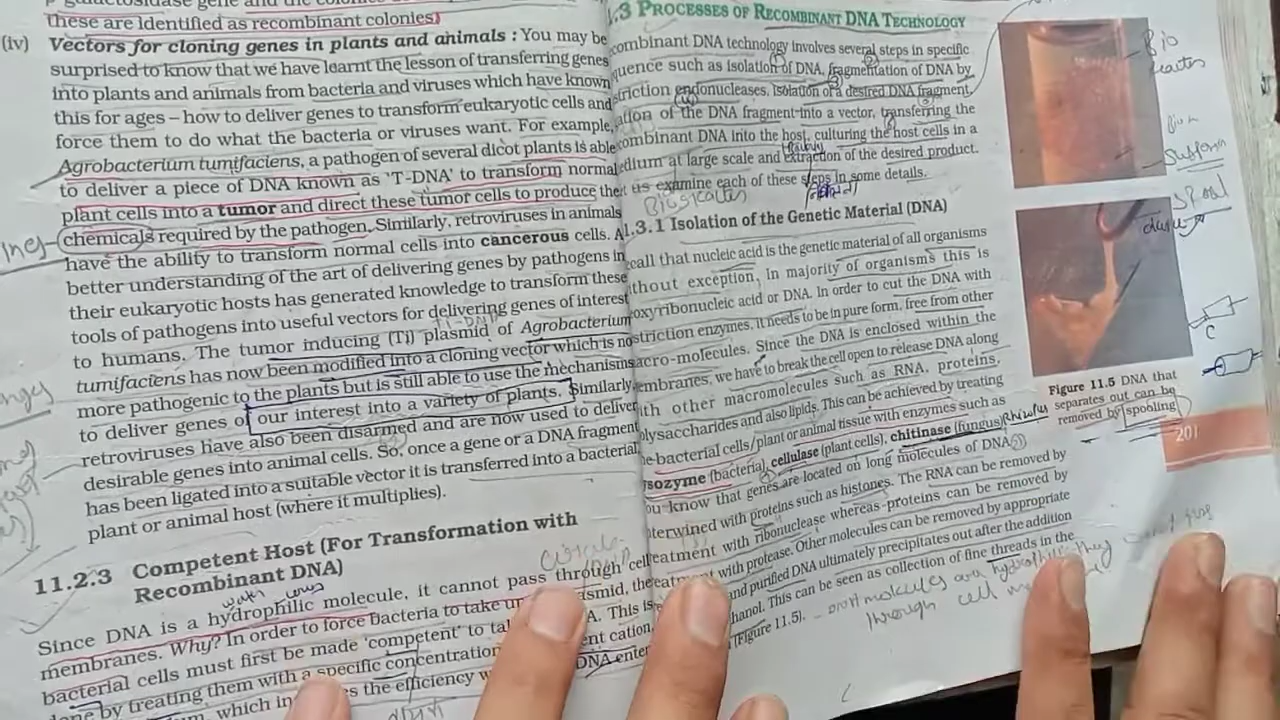 these are identified as recombinant colonies.
(iv) Vectors for cloning genes in plants and animals : You may be
surprised to know that we have learnt the lesson of transferring genes
into plants and animals from bacteria and viruses which have known
this for ages – how to deliver genes to transform eukaryotic cells and
force them to do what the bacteria or viruses want. For example,
Agrobacterium tumifaciens, a pathogen of several dicot plants is able
to deliver a piece of DNA known as 'T-DNA' to transform normal
plant cells into a tumor and direct these tumor cells to produce the
chemicals required by the pathogen. Similarly, retroviruses in animals
have the ability to transform normal cells into cancerous cells. A
better understanding of the art of delivering genes by pathogens in
their eukaryotic hosts has generated knowledge to transform these
tools of pathogens into useful vectors for delivering genes of interest
to humans. The tumor inducing (Ti) plasmid of Agrobacterium
tumifaciens has now been modified into a cloning vector which is no
more pathogenic to the plants but is still able to use the mechanisms
to deliver genes of our interest into a variety of plants. Similarly,
retroviruses have also been disarmed and are now used to deliver
desirable genes into animal cells. So, once a gene or a DNA fragment
has been ligated into a suitable vector it is transferred into a bacterial,
plant or animal host (where it multiplies).
11.2.3 Competent Host (For Transformation with
Recombinant DNA)
Since DNA is a hydrophilic molecule, it cannot pass through cell
membranes. Why? In order to force bacteria to take up
bacterial cells must first be made 'competent' to
by treating them with a specific concentration
which the efficiency
.3 PROCESSES OF RECOMBINANT DNA TECHNOLOGY
combinant DNA technology involves several steps in specific
quence such as isolation of DNA, fragmentation of DNA by
striction endonucleases, isolation of a desired DNA fragment,
ation of the DNA fragment into a vector, transferring the
combinant DNA into the host, culturing the host cells in a
edium at large scale and extraction of the desired product.
us examine each of these steps in some details.
1.3.1 Isolation of the Genetic Material (DNA)
ecall that nucleic acid is the genetic material of all organisms
thout exception. In majority of organisms this is
oxyribonucleic acid or DNA. In order to cut the DNA with
striction enzymes, it needs to be in pure form, free from other
acro-molecules. Since the DNA is enclosed within the
embranes, we have to break the cell open to release DNA along
ith other macromolecules such as RNA, proteins,
olysaccharides and also lipids. This can be achieved by treating
he bacterial cells/plant or animal tissue with enzymes such as
sozyme (bacteria), cellulase (plant cells), chitinase (fungus)
ou know that genes are located on long molecules of DNA
terwined with proteins such as histones. The RNA can be removed by
eatment with ribonuclease whereas proteins can be removed by
eatment with protease. Other molecules can be removed by appropriate
and purified DNA ultimately precipitates out after the addition
hanol. This can be seen as collection of fine threads in the
(Figure 11.5).
Bio
Figure 11.5 DNA that
separates out can be
removed by spooling
201